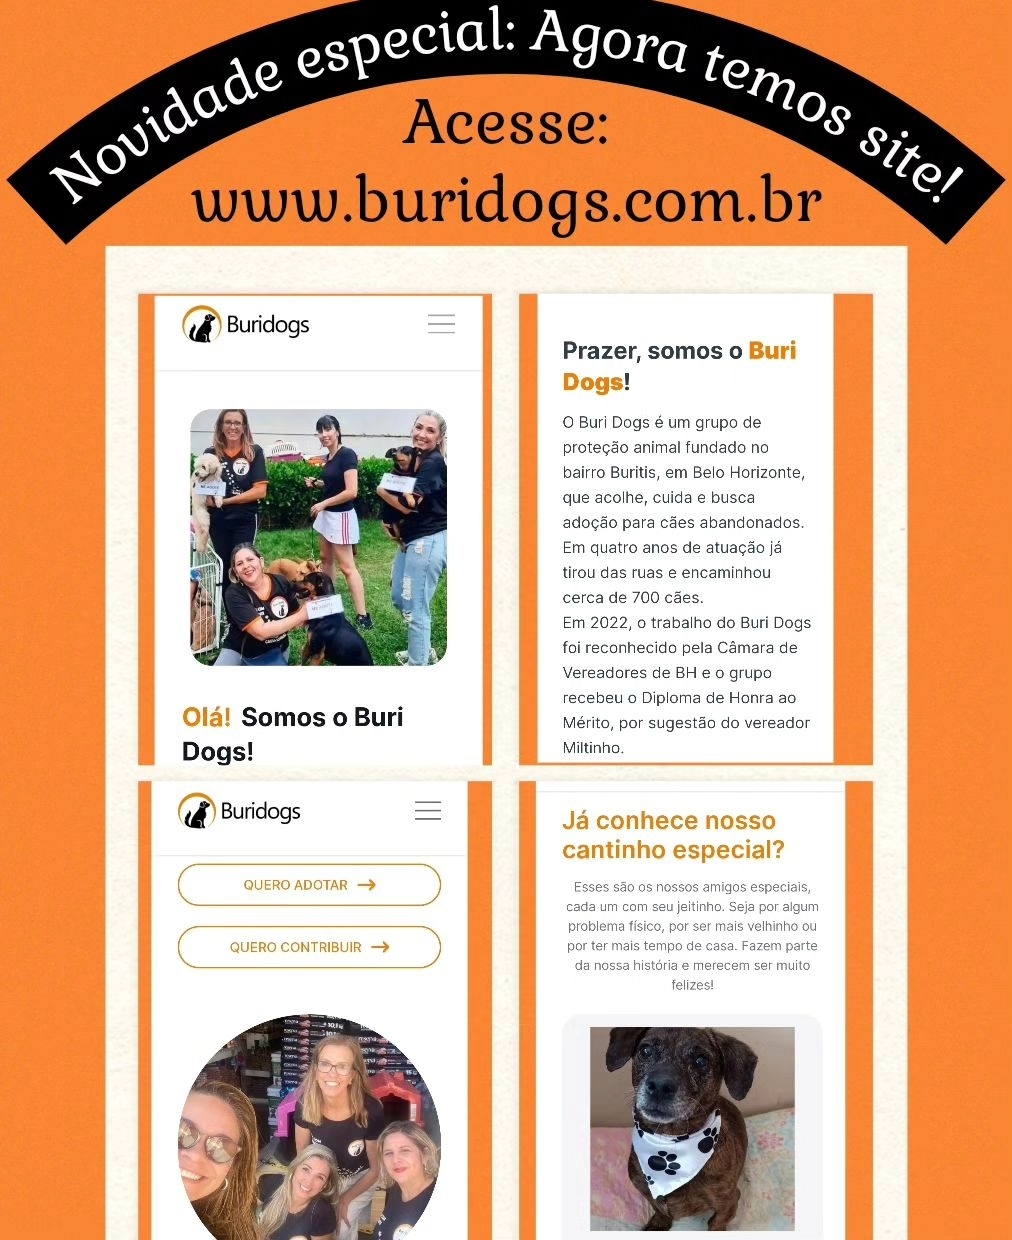 Novidade especial: Agora temos site!
Acesse:
www.buridogs.com.br
Buridogs
ME ADOTE
ME ADOTE
Olá! Somos o Buri
Dogs!
Prazer, somos o Buri
Dogs!
O Buri Dogs é um grupo de
proteção animal fundado no
bairro Buritis, em Belo Horizonte,
que acolhe, cuida e busca
adoção para cães abandonados.
Em quatro anos de atuação já
tirou das ruas e encaminhou
cerca de 700 cães.
Em 2022, o trabalho do Buri Dogs
foi reconhecido pela Câmara de
Vereadores de BH e o grupo
recebeu o Diploma de Honra ao
Mérito, por sugestão do vereador
Miltinho.
Buridogs
QUERO ADOTAR
QUERO CONTRIBUIR
Já conhece nosso
cantinho especial?
Esses são os nossos amigos especiais,
cada um com seu jeitinho. Seja por algum
problema físico, por ser mais velhinho ou
por ter mais tempo de casa. Fazem parte
da nossa história e merecem ser muito
felizes!